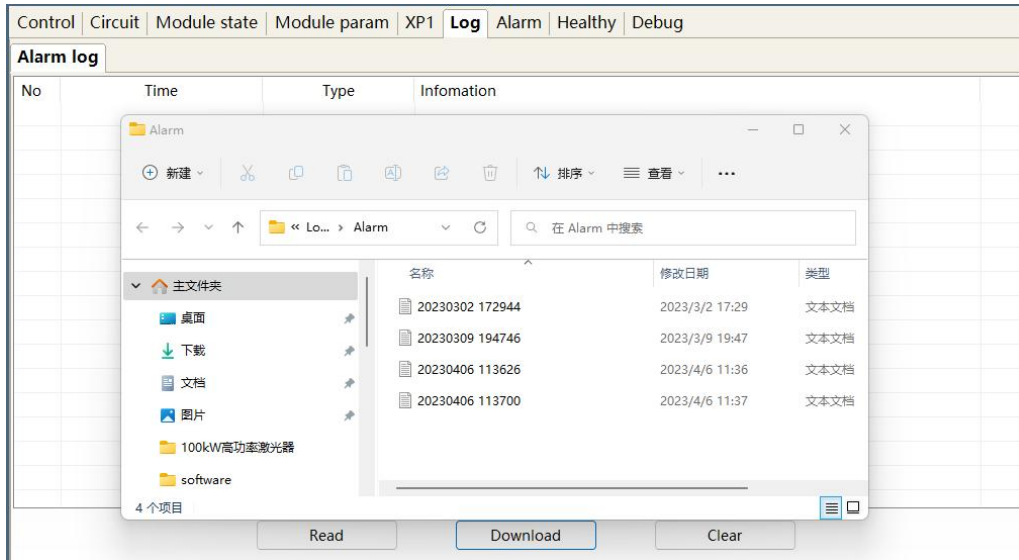 Control Circuit Module state Module param XP1 Log Alarm Healthy Debug
Alarm log
No Time Type Infomation
Alarm
新建 排序 查看 ...
« Lo... › Alarm 在 Alarm 中搜索
主文件夹
桌面
下载
文档
图片
100kW高功率激光器
software
名称 修改日期 类型
20230302 172944 2023/3/2 17:29 文本文档
20230309 194746 2023/3/9 19:47 文本文档
20230406 113626 2023/4/6 11:36 文本文档
20230406 113700 2023/4/6 11:37 文本文档
4 个项目
Read Download Clear